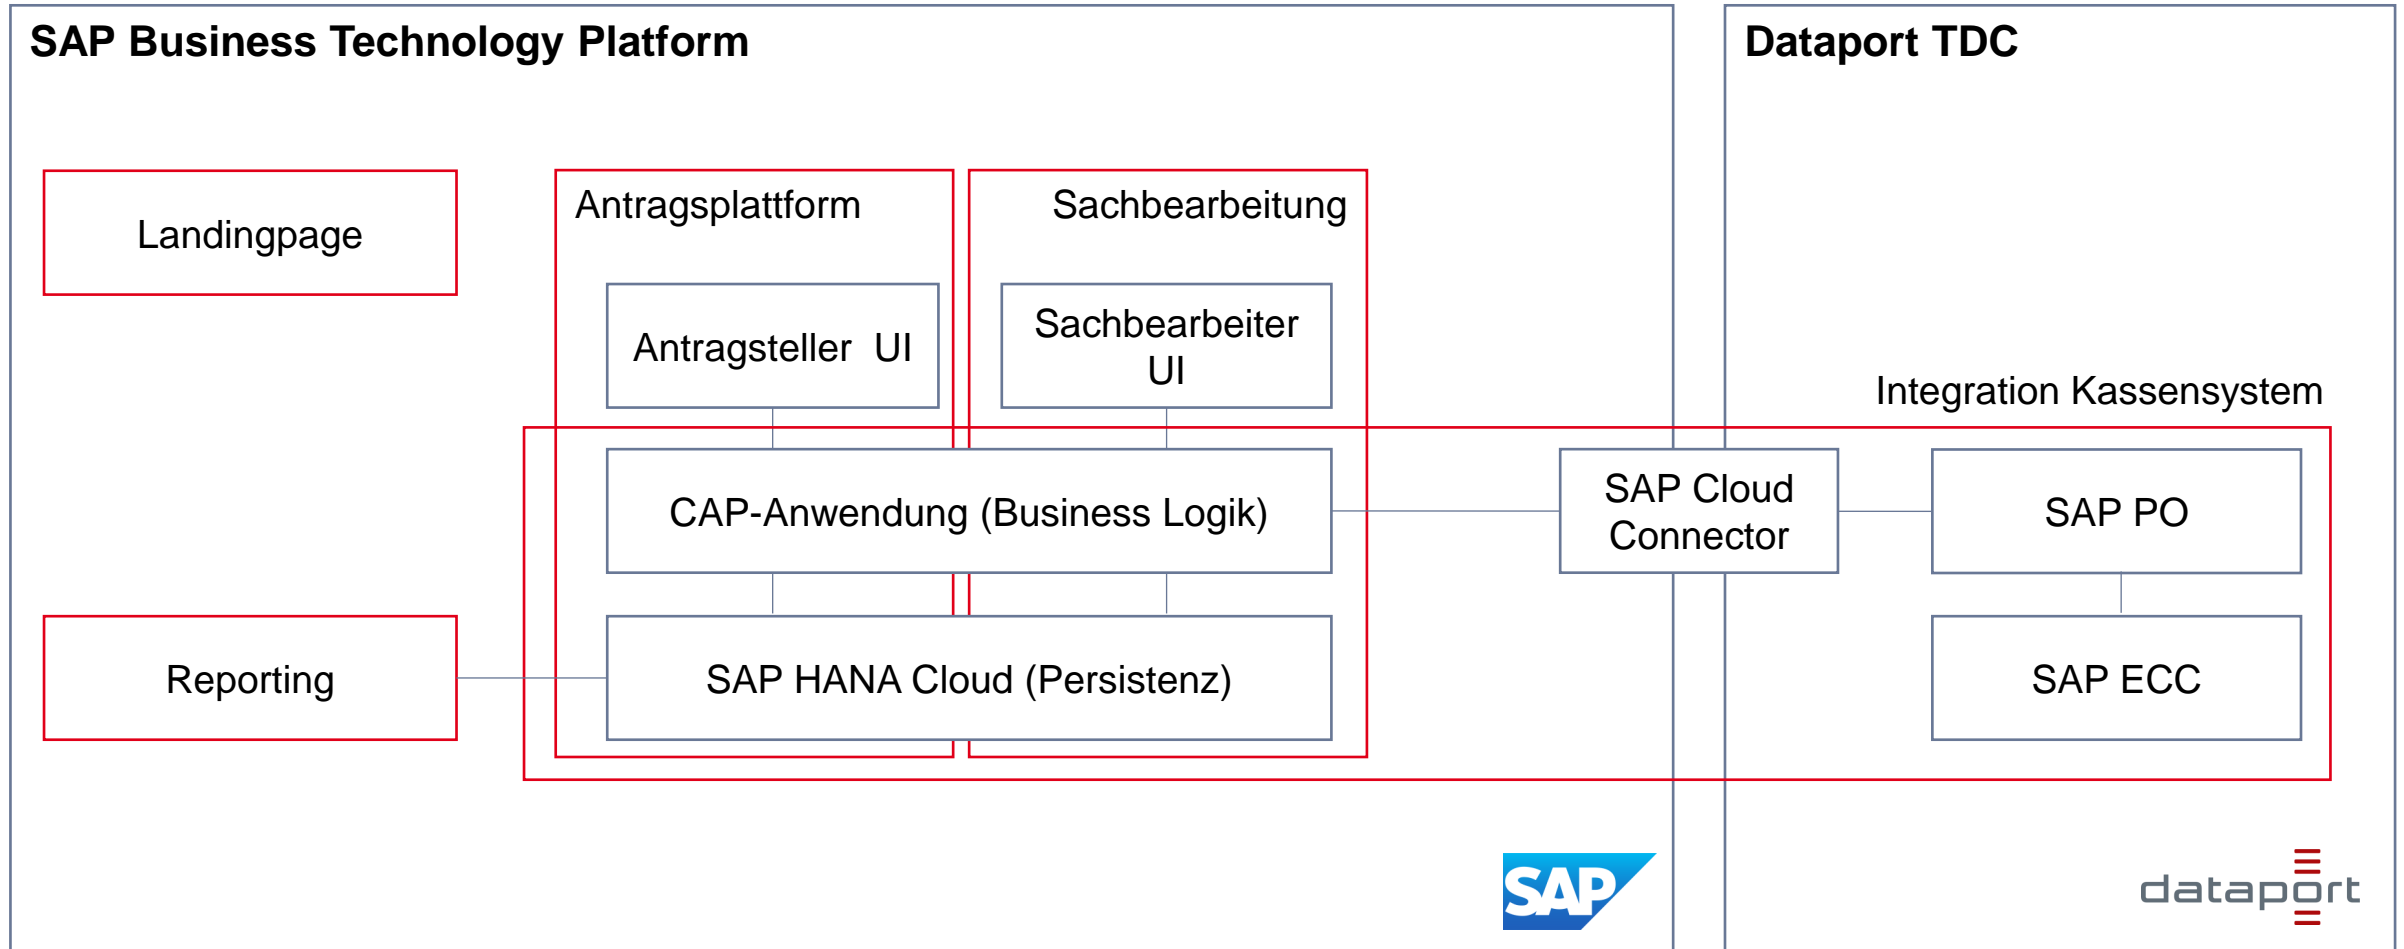 SAP Business Technology Platform
Dataport TDC
Landingpage
Antragsplattform
Sachbearbeitung
Antragsteller  UI
Sachbearbeiter
UI
Integration Kassensystem
CAP-Anwendung (Business Logik)
SAP Cloud
Connector
SAP PO
Reporting
SAP HANA Cloud (Persistenz)
SAP ECC
SAP
dataport